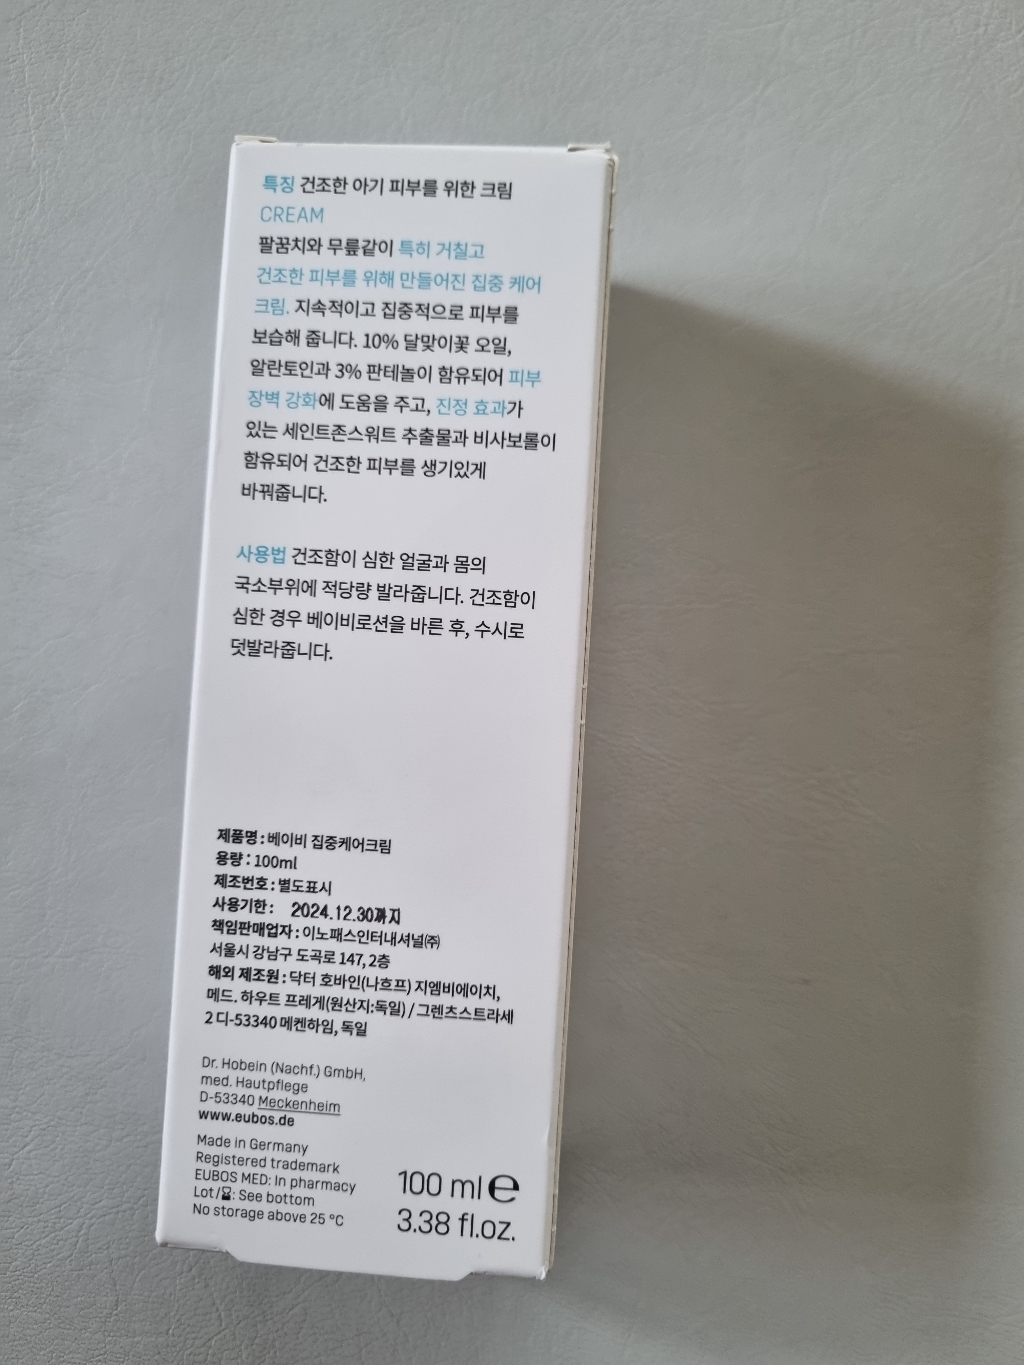 특징 건조한 아기 피부를 위한 크림
CREAM
팔꿈치와 무릎같이 특히 거칠고
건조한 피부를 위해 만들어진 집중 케어
크림. 지속적이고 집중적으로 피부를
보습해 줍니다. 10% 달맞이꽃 오일,
알란토인과 3% 판테놀이 함유되어 피부
장벽 강화에 도움을 주고, 진정 효과가
있는 세인트존스워트 추출물과 비사보롤이
함유되어 건조한 피부를 생기있게
바꿔줍니다.
사용법 건조함이 심한 얼굴과 몸의
국소부위에 적당량 발라줍니다. 건조함이
심한 경우 베이비로션을 바른 후, 수시로
덧발라줍니다.
제품명 : 베이비 집중케어크림
용량 : 100ml
제조번호 : 별도표시
사용기한 : 2024.12.30까지
책임판매업자 : 이노패스인터내셔널㈜
서울시 강남구 도곡로 147, 2층
해외 제조원 : 닥터 호바인(나흐프) 지엠비에이치,
메드. 하우트 프레게(원산지:독일) / 그렌츠스트라세
2 디-53340 메켄하임, 독일
Dr. Hobein (Nachf.) GmbH,
med. Hautpflege
D-53340 Meckenheim
www.eubos.de
Made in Germany
Registered trademark
EUBOS MED: In pharmacy
Lot/⌛: See bottom
No storage above 25 °C
100 ml ℮
3.38 fl.oz.